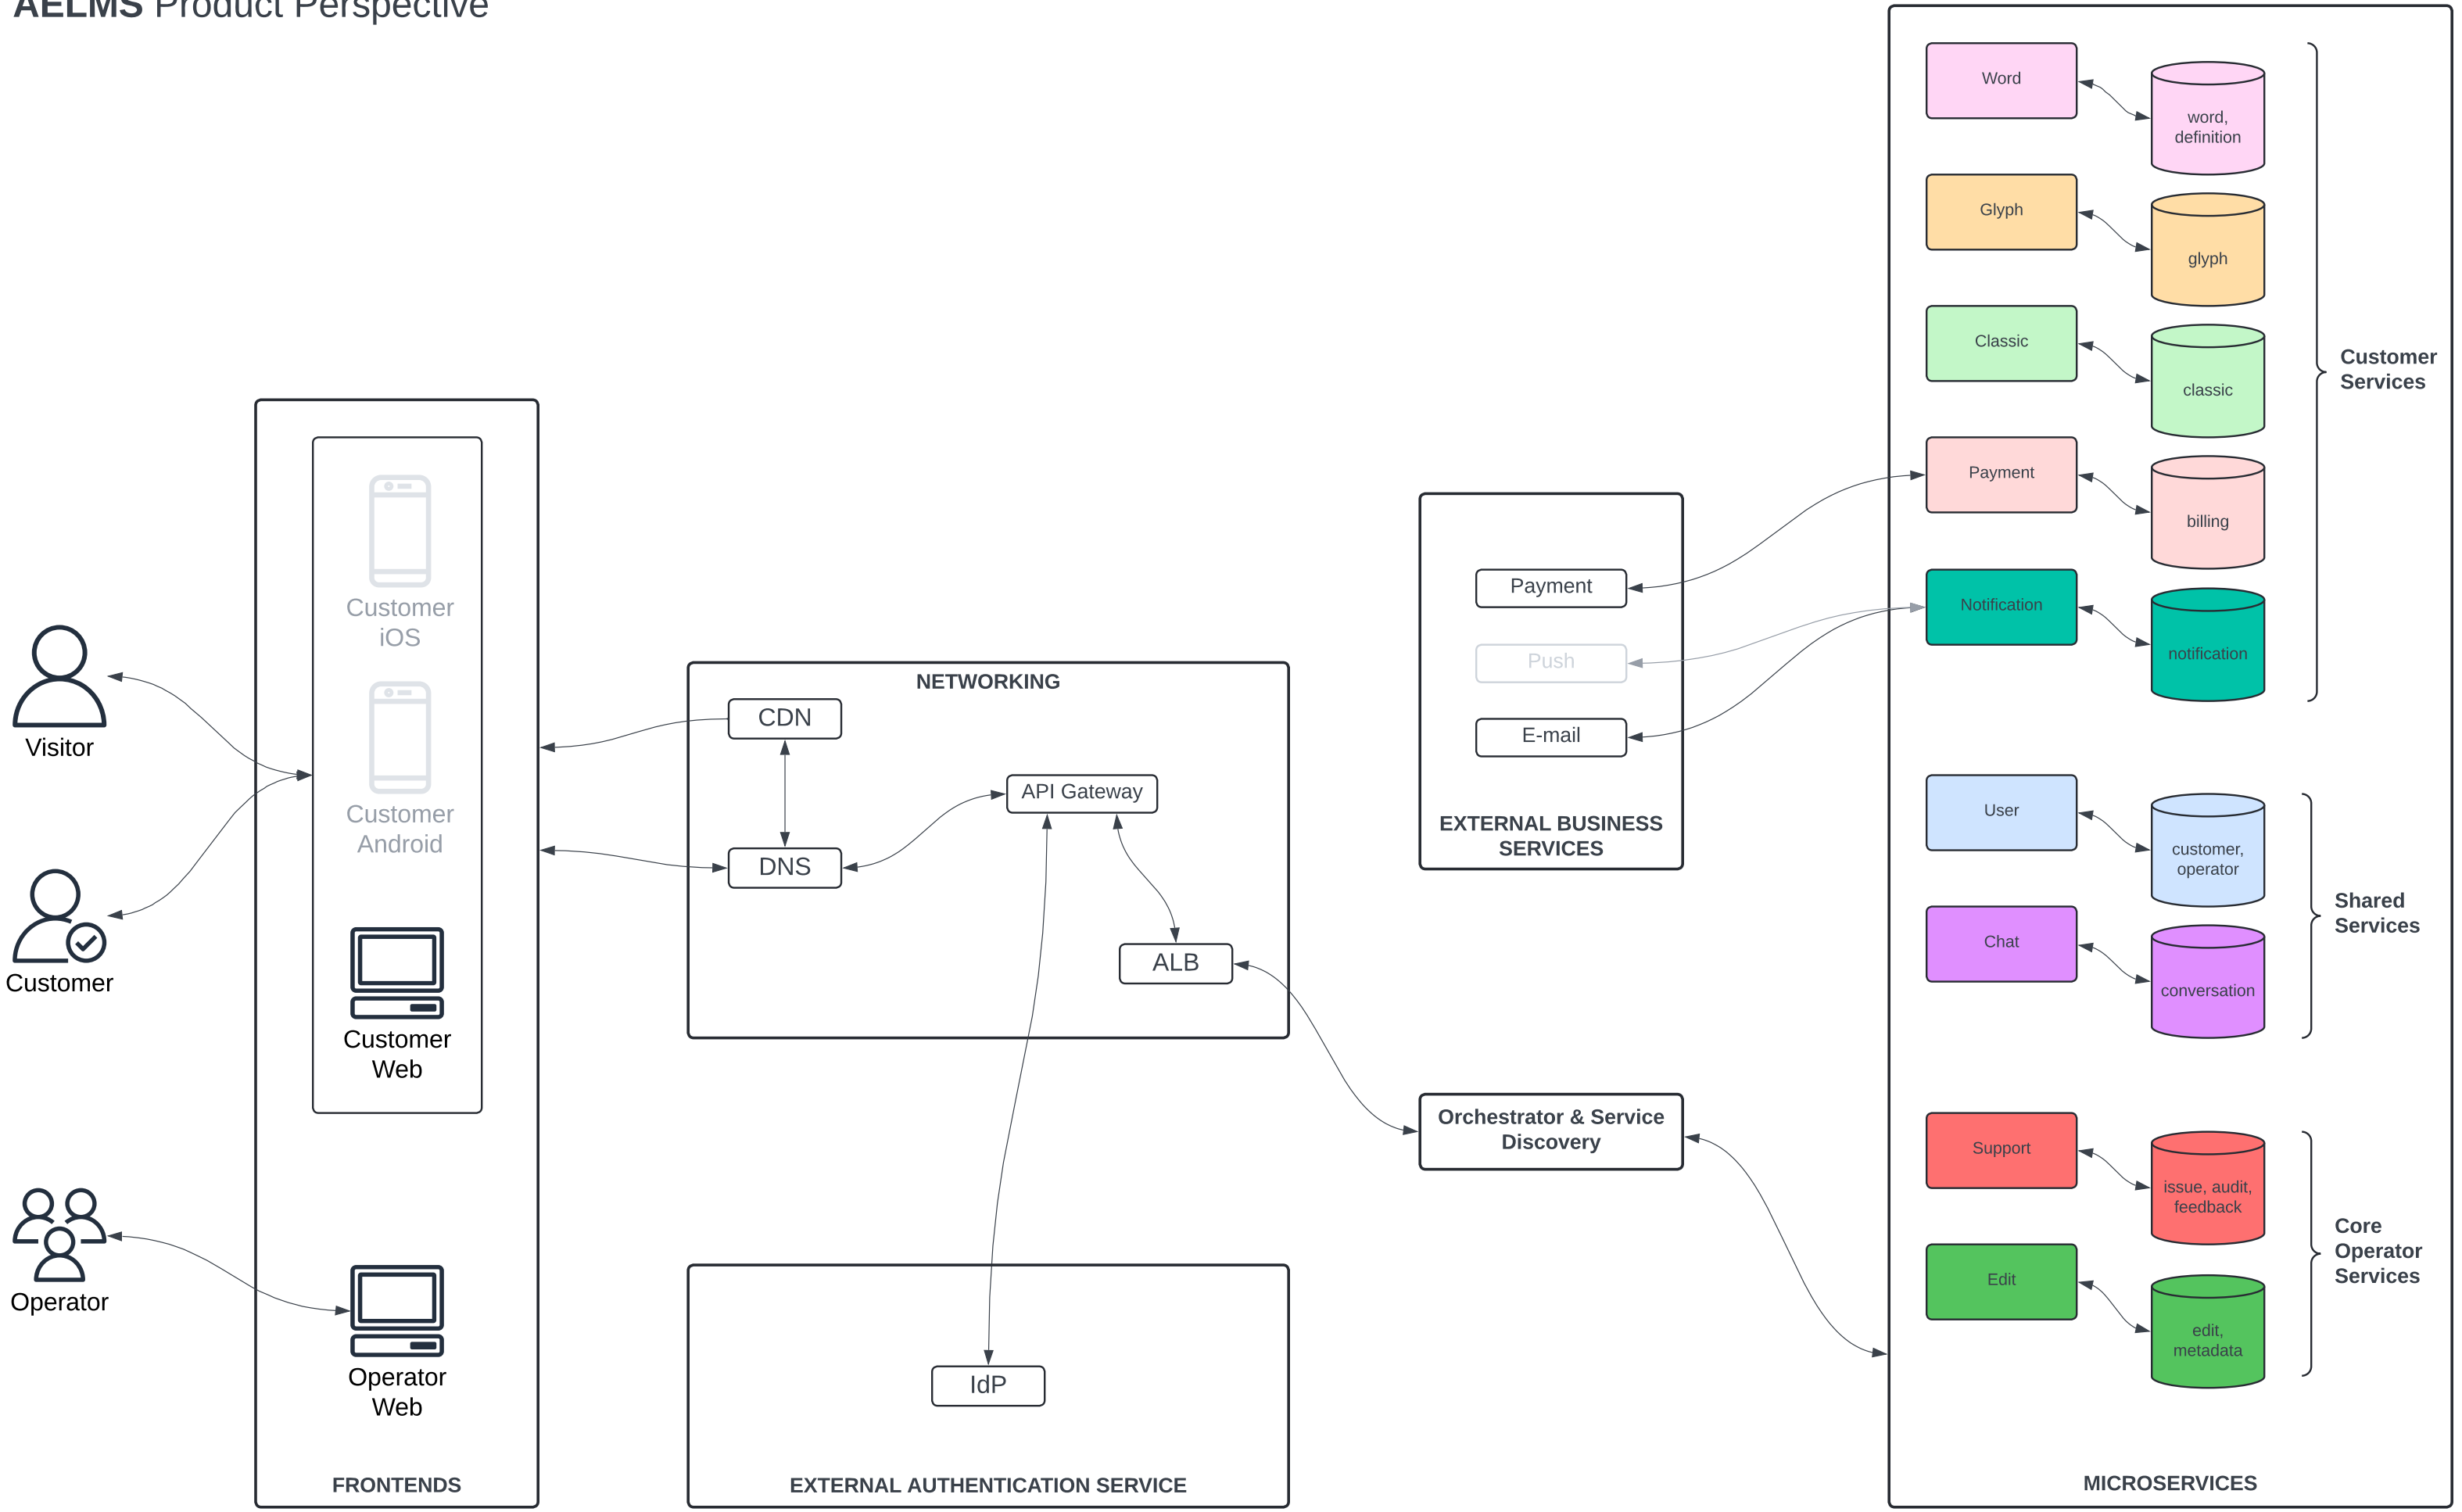 AELMS Product Perspective
Visitor
Customer
Operator
Customer
iOS
Customer
Android
Customer
Web
Operator
Web
FRONTENDS
NETWORKING
CDN
API Gateway
DNS
ALB
IdP
EXTERNAL AUTHENTICATION SERVICE
Payment
Push
E-mail
EXTERNAL BUSINESS
SERVICES
Orchestrator & Service
Discovery
Word
word,
definition
Glyph
glyph
Classic
classic
Payment
billing
Notification
notification
Customer
Services
User
customer,
operator
Chat
conversation
Shared
Services
Support
issue, audit,
feedback
Edit
edit,
metadata
Core
Operator
Services
MICROSERVICES